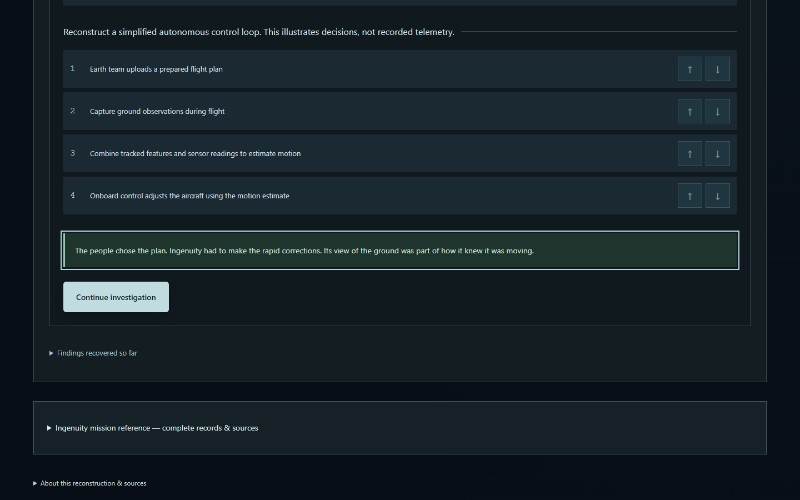 Reconstruct a simplified autonomous control loop. This illustrates decisions, not recorded telemetry.
1 Earth team uploads a prepared flight plan ↑ ↓
2 Capture ground observations during flight ↑ ↓
3 Combine tracked features and sensor readings to estimate motion ↑ ↓
4 Onboard control adjusts the aircraft using the motion estimate ↑ ↓
The people chose the plan. Ingenuity had to make the rapid corrections. Its view of the ground was part of how it knew it was moving.
Continue investigation
▶ Findings recovered so far
▶ Ingenuity mission reference — complete records & sources
▶ About this reconstruction & sources